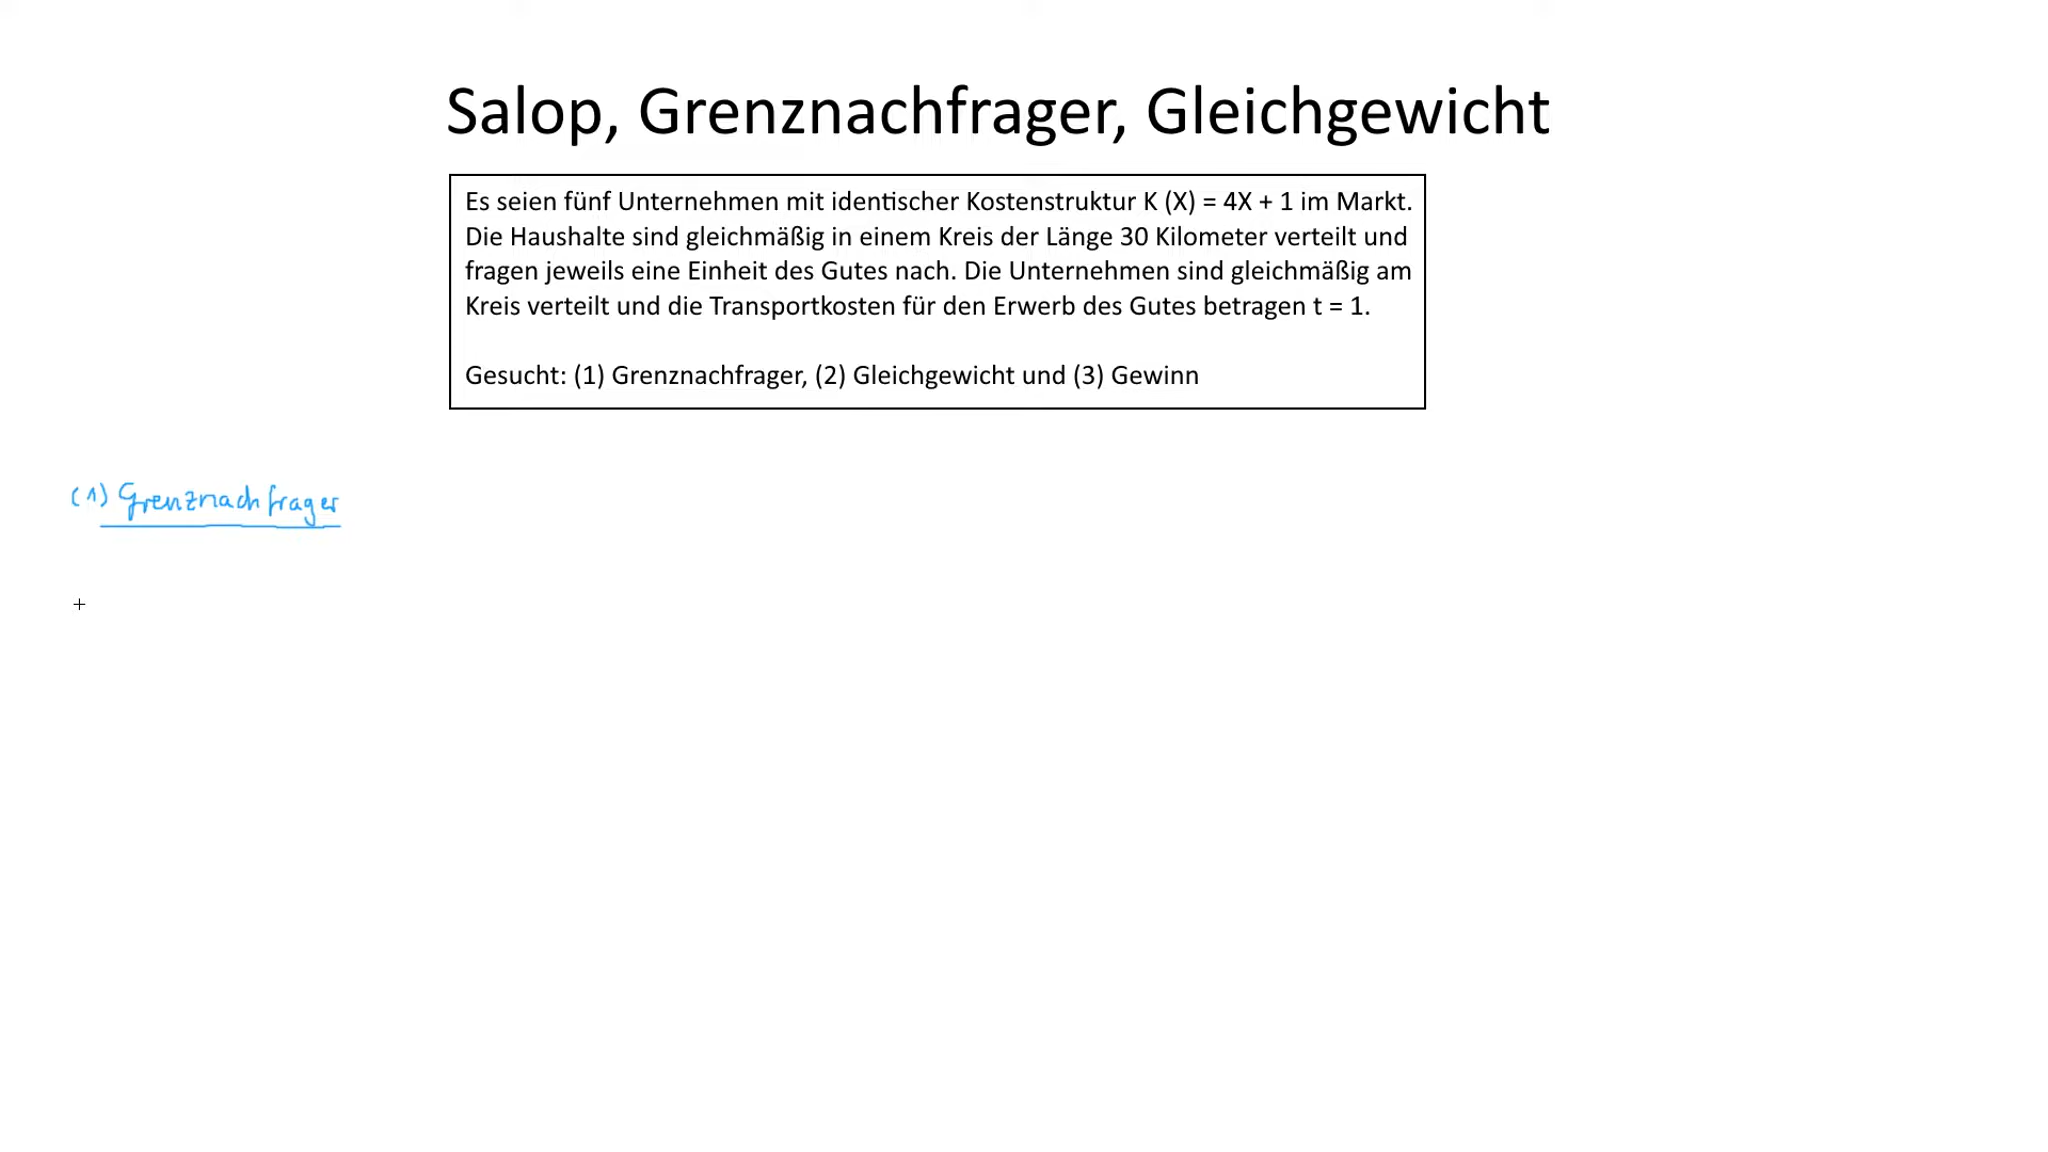 Salop, Grenznachfrager, Gleichgewicht
Es seien fünf Unternehmen mit identischer Kostenstruktur K (X) = 4X + 1 im Markt.
Die Haushalte sind gleichmäßig in einem Kreis der Länge 30 Kilometer verteilt und
fragen jeweils eine Einheit des Gutes nach. Die Unternehmen sind gleichmäßig am
Kreis verteilt und die Transportkosten für den Erwerb des Gutes betragen t = 1.
Gesucht: (1) Grenznachfrager, (2) Gleichgewicht und (3) Gewinn
(1) Grenznachfrager